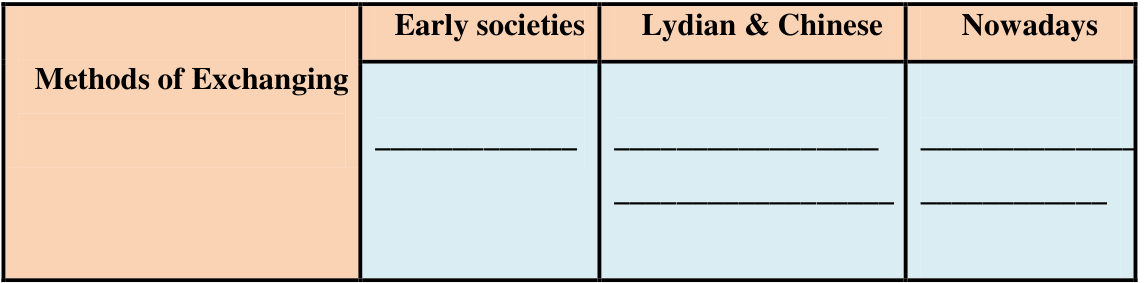 Early societies
Lydian & Chinese
Nowadays
Methods of Exchanging